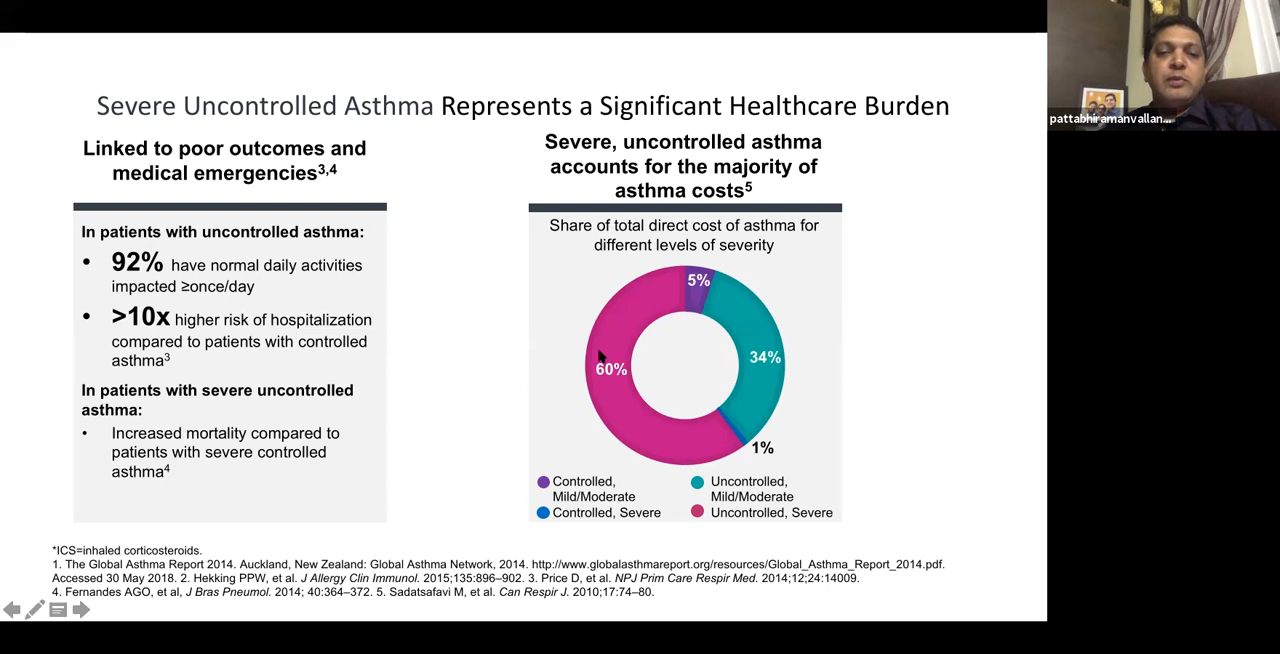 Severe Uncontrolled Asthma Represents a Significant Healthcare Burden
Linked to poor outcomes and
medical emergencies3,4
In patients with uncontrolled asthma:
• 92% have normal daily activities
impacted ≥once/day
• >10x higher risk of hospitalization
compared to patients with controlled
asthma3
In patients with severe uncontrolled
asthma:
• Increased mortality compared to
patients with severe controlled
asthma4
Severe, uncontrolled asthma
accounts for the majority of
asthma costs5
Share of total direct cost of asthma for
different levels of severity
5%
34%
60%
1%
Controlled,
Mild/Moderate
Uncontrolled,
Mild/Moderate
Controlled, Severe
Uncontrolled, Severe
*ICS=inhaled corticosteroids.
1. The Global Asthma Report 2014. Auckland, New Zealand: Global Asthma Network, 2014. http://www.globalasthmareport.org/resources/Global_Asthma_Report_2014.pdf.
Accessed 30 May 2018. 2. Hekking PPW, et al. J Allergy Clin Immunol. 2015;135:896–902. 3. Price D, et al. NPJ Prim Care Respir Med. 2014;12;24:14009.
4. Fernandes AGO, et al, J Bras Pneumol. 2014; 40:364–372. 5. Sadatsafavi M, et al. Can Respir J. 2010;17:74–80.
pattabhiramanvallan...